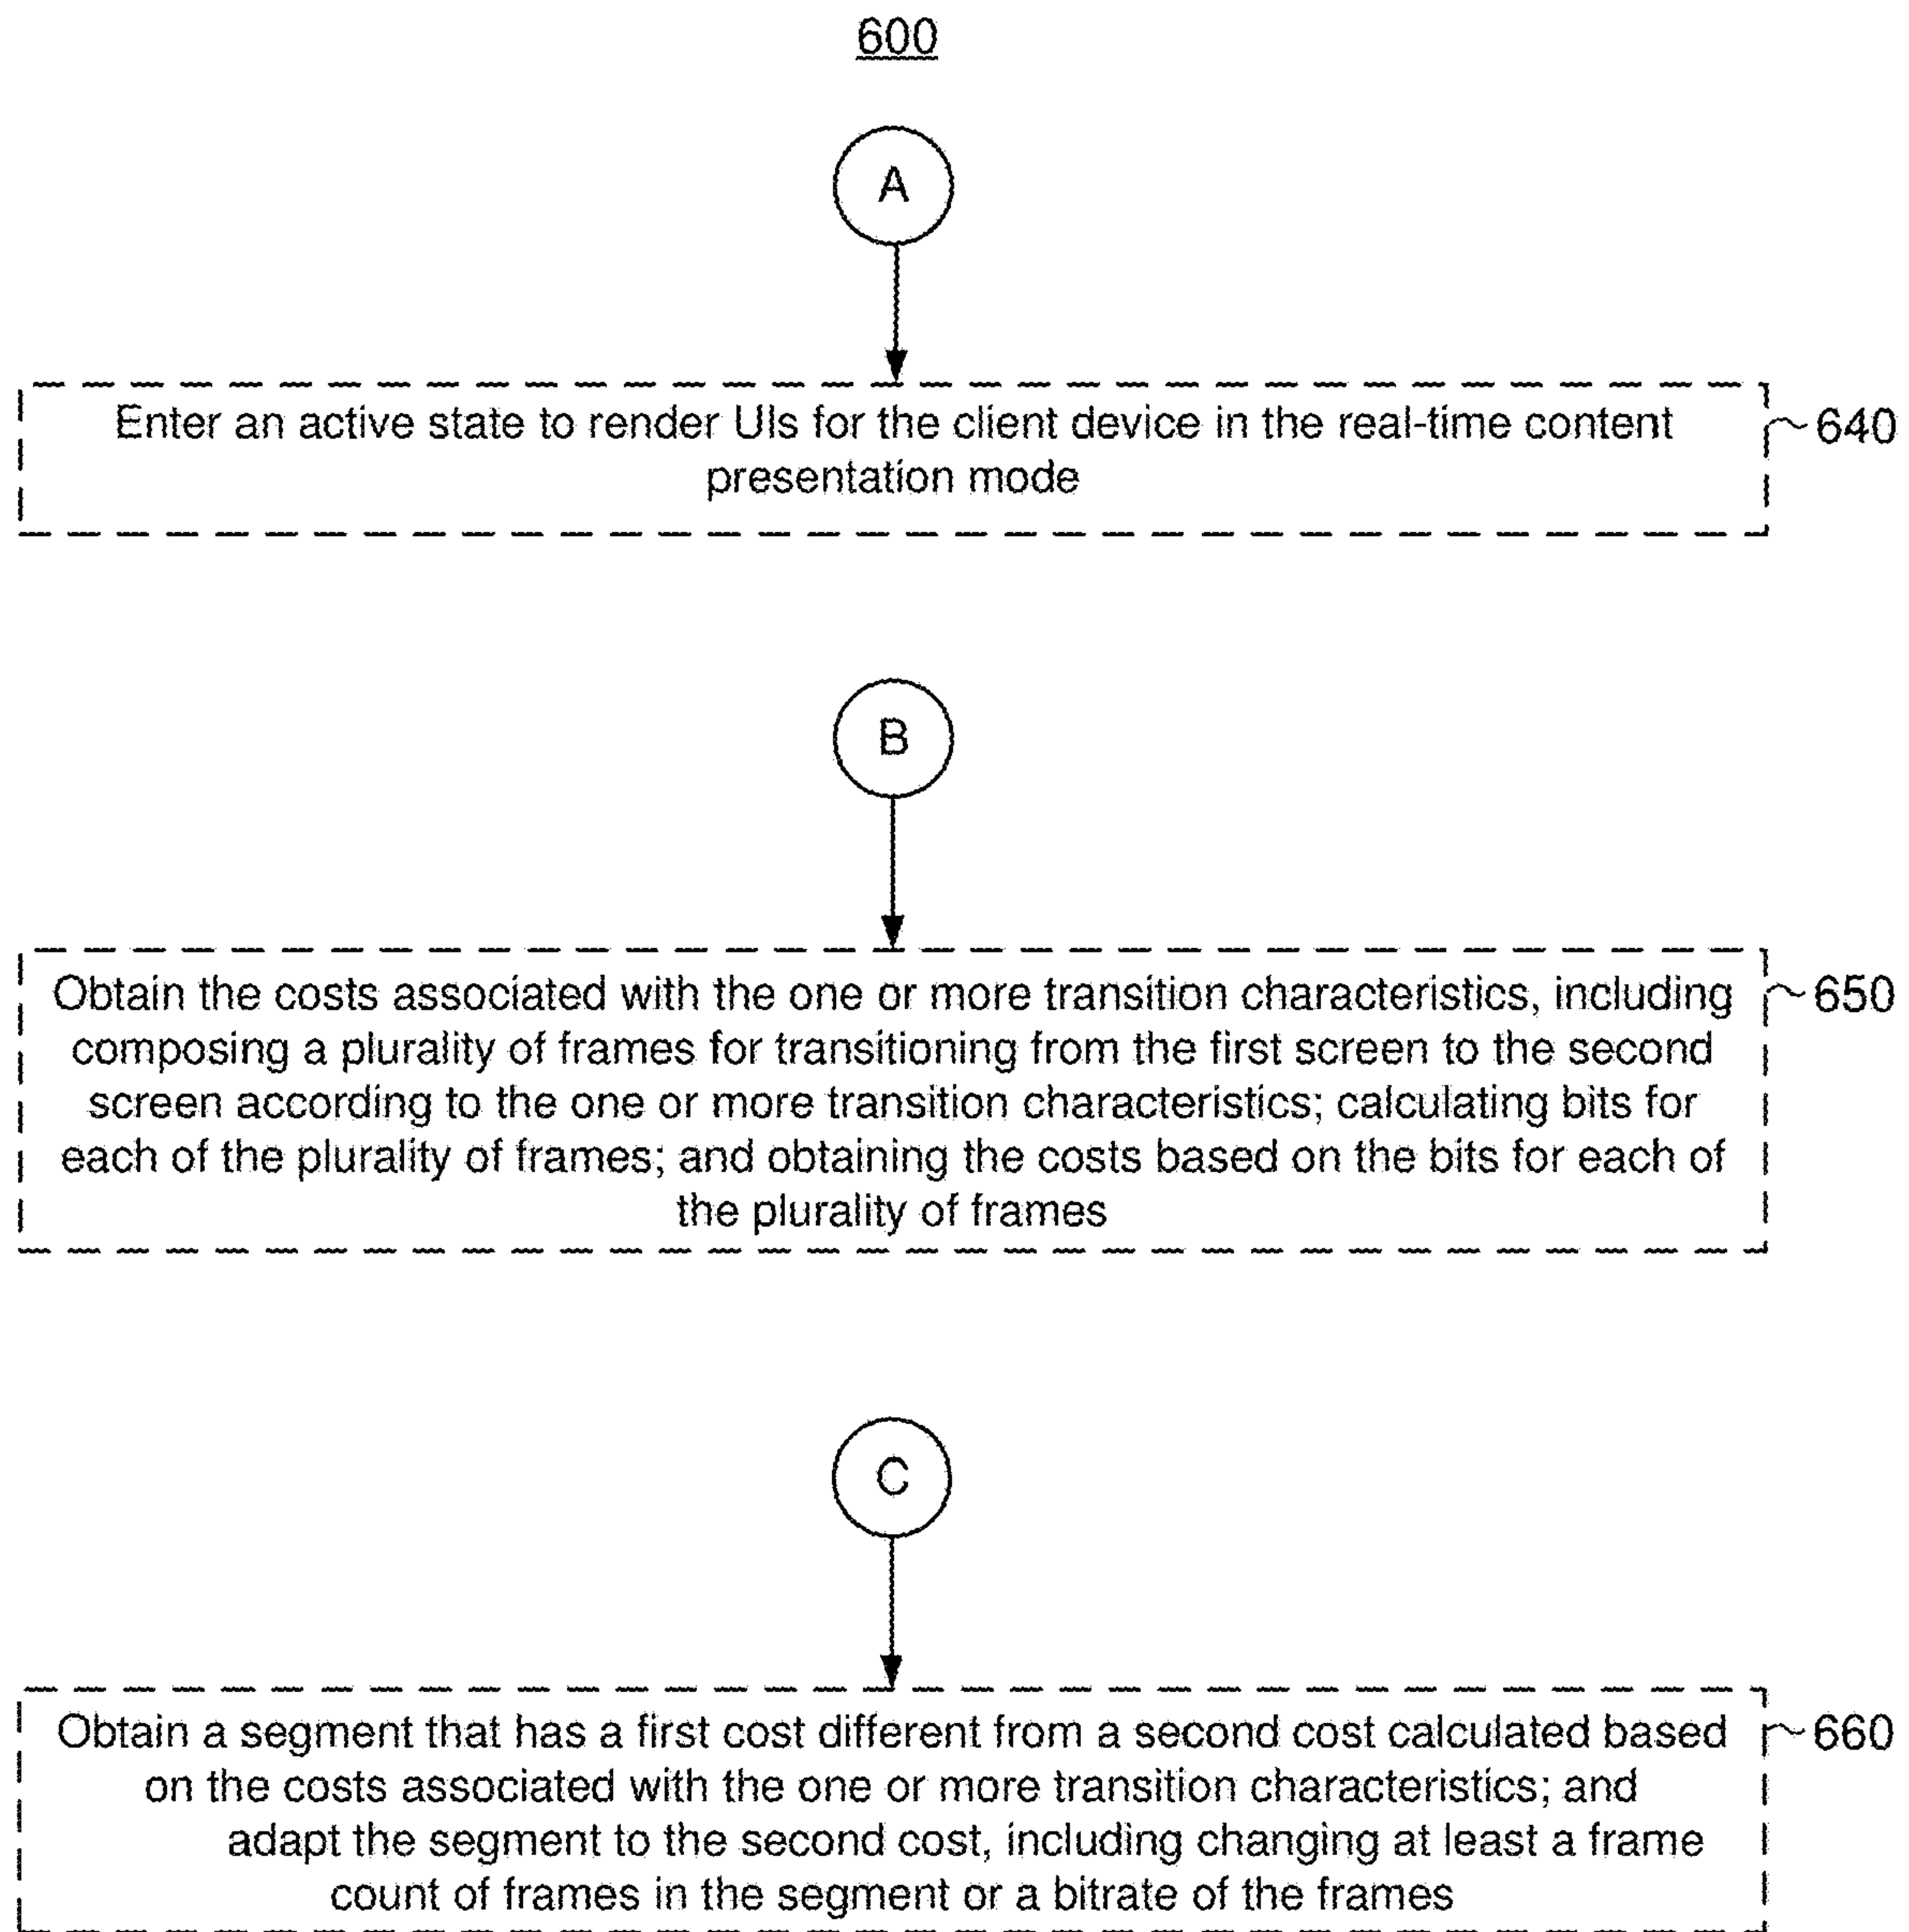 600
A
Enter an active state to render UIs for the client device in the real-time content
presentation mode
640
B
Obtain the costs associated with the one or more transition characteristics, including
composing a plurality of frames for transitioning from the first screen to the second
screen according to the one or more transition characteristics; calculating bits for
each of the plurality of frames; and obtaining the costs based on the bits for each of
the plurality of frames
650
C
Obtain a segment that has a first cost different from a second cost calculated based
on the costs associated with the one or more transition characteristics; and
adapt the segment to the second cost, including changing at least a frame
count of frames in the segment or a bitrate of the frames
660